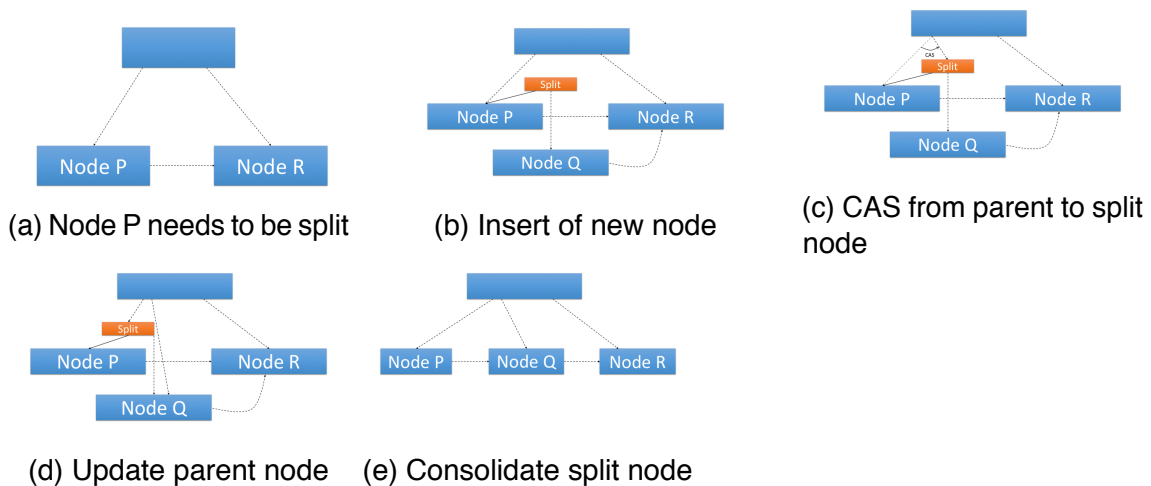 Node P
Node R
(a) Node P needs to be split
Split
Node P
Node R
Node Q
(b) Insert of new node
CAS
Split
Node P
Node R
Node Q
(c) CAS from parent to split
node
Split
Node P
Node R
Node Q
(d) Update parent node
Node P
Node Q
Node R
(e) Consolidate split node